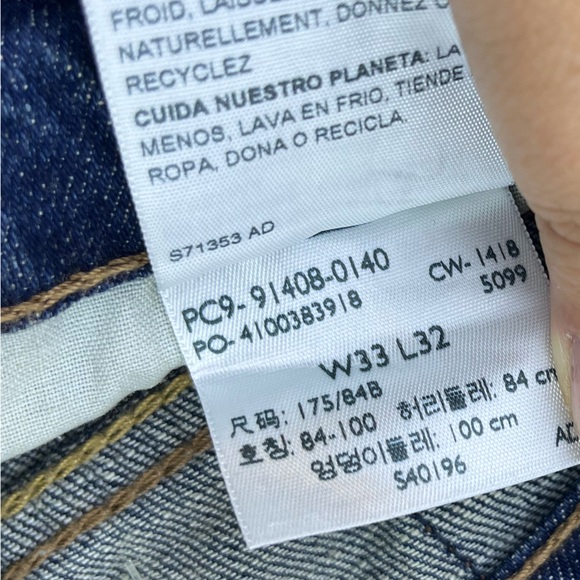 FROID, LAISSEZ
NATURELLEMENT, DONNEZ O
RECYCLEZ
CUIDA NUESTRO PLANETA: LA
MENOS, LAVA EN FRIO, TIENDE
ROPA, DONA O RECICLA.
S71353 AD
PC9-91408-0140
CW-1418
PO-4100383918
5099
W33 L32
尺码: 175/84B
허리둘레: 84 cm
호칭: 84-100
엉덩이둘레: 100 cm
S40196